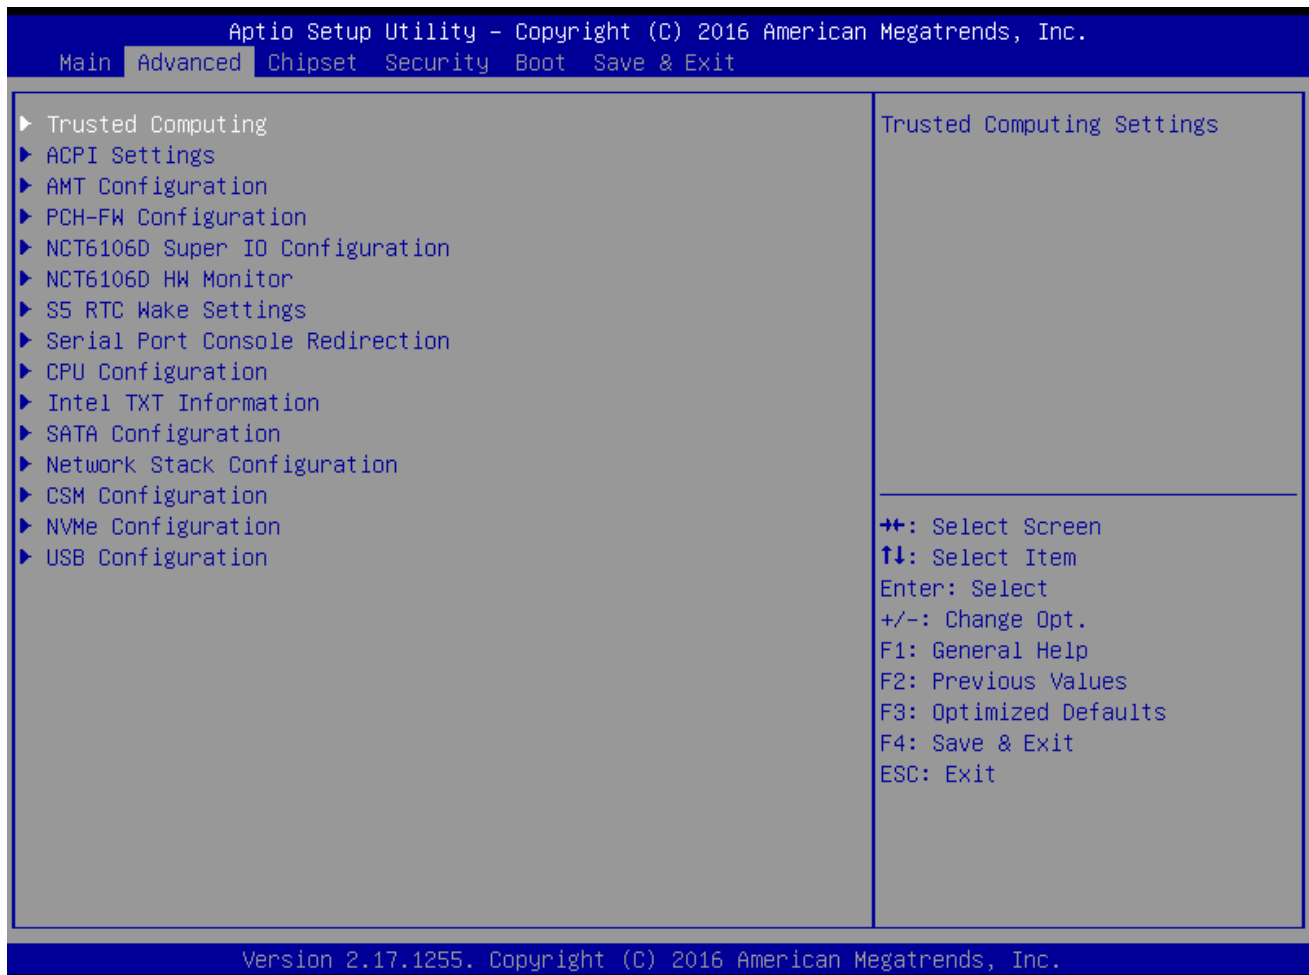 Aptio Setup Utility – Copyright (C) 2016 American Megatrends, Inc.
Main Advanced Chipset Security Boot Save & Exit
▶ Trusted Computing
▶ ACPI Settings
▶ AMT Configuration
▶ PCH-FW Configuration
▶ NCT6106D Super IO Configuration
▶ NCT6106D HW Monitor
▶ S5 RTC Wake Settings
▶ Serial Port Console Redirection
▶ CPU Configuration
▶ Intel TXT Information
▶ SATA Configuration
▶ Network Stack Configuration
▶ CSM Configuration
▶ NVMe Configuration
▶ USB Configuration
Trusted Computing Settings
→←: Select Screen
↑↓: Select Item
Enter: Select
+/-: Change Opt.
F1: General Help
F2: Previous Values
F3: Optimized Defaults
F4: Save & Exit
ESC: Exit
Version 2.17.1255. Copyright (C) 2016 American Megatrends, Inc.